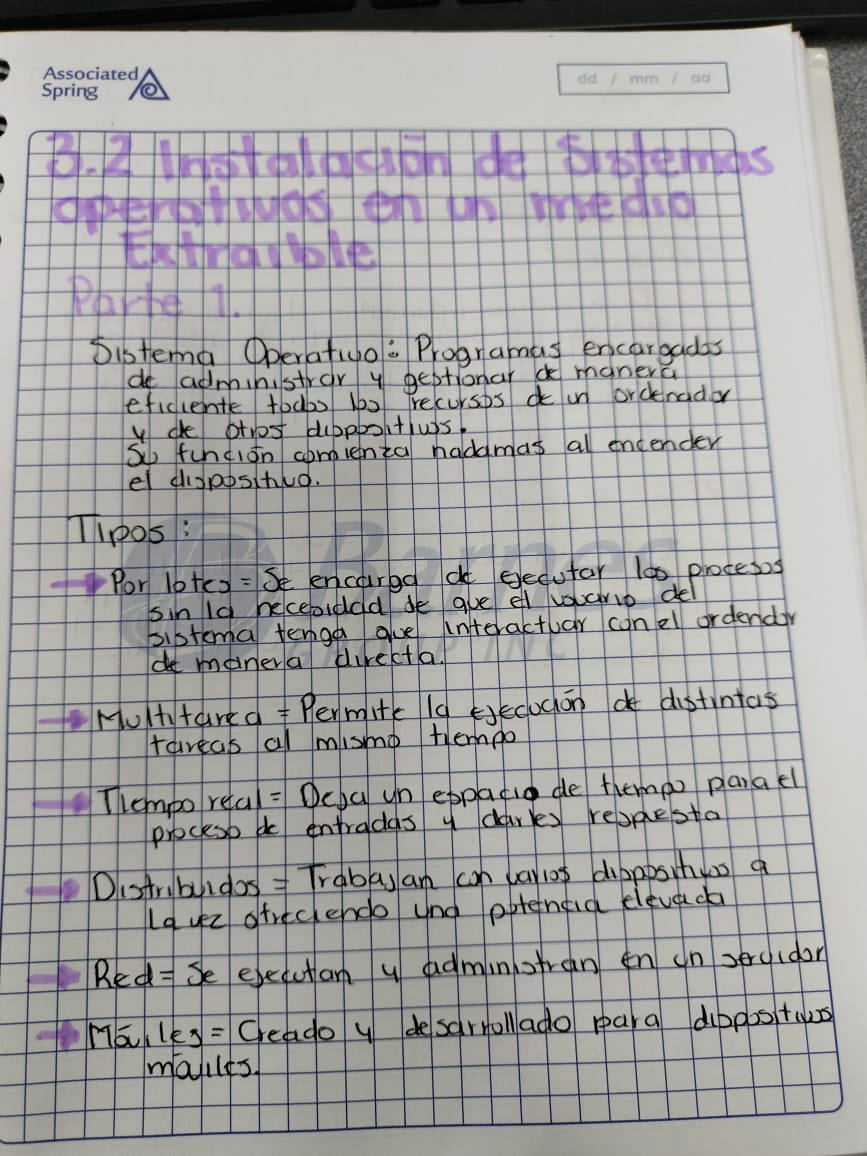 Associated
Spring
dd / mm / aa
3.2 Instalación de Sistemas
operativos en un medio
Extraible
Parte 1.
Sistema Operativo: Programas encargados
de administrar y gestionar de manera
eficiente todos los recursos de un ordenador
y de otros dispositivos.
Su función comienza nadamas al encender
el dispositivo.
Tipos:
Por lotes = Se encarga de ejecutar los procesos
sin la necesidad de que el usuario del
sistema tenga que interactuar con el ordendor
de manera directa.
Multitarea = Permite la ejecución de distintas
tareas al mismo tiempo
Tiempo real = Deja un espacio de tiempo para el
proceso de entradas y darles respuesta
Distribuidos = Trabajan con varios dispositivos a
la vez ofreciendo una potencia elevada
Red = Se ejecutan y administran en un servidor
Móviles = Creado y desarrollado para dispositivos
móviles.
Barnes
GROUP INC